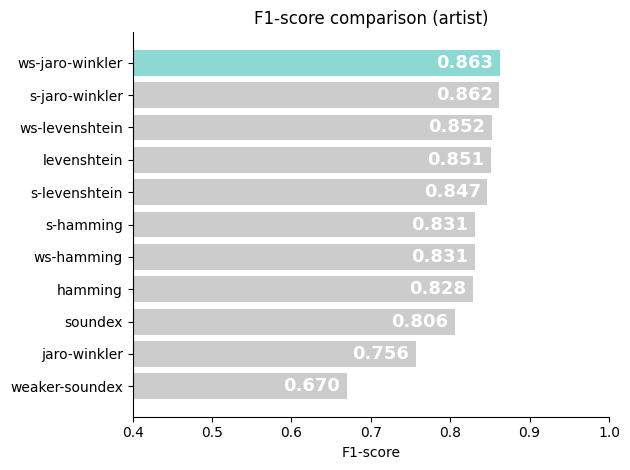 F1-score comparison (artist)
ws-jaro-winkler 0.863
s-jaro-winkler 0.862
ws-levenshtein 0.852
levenshtein 0.851
s-levenshtein 0.847
s-hamming 0.831
ws-hamming 0.831
hamming 0.828
soundex 0.806
jaro-winkler 0.756
weaker-soundex 0.670
0.4 0.5 0.6 0.7 0.8 0.9 1.0
F1-score